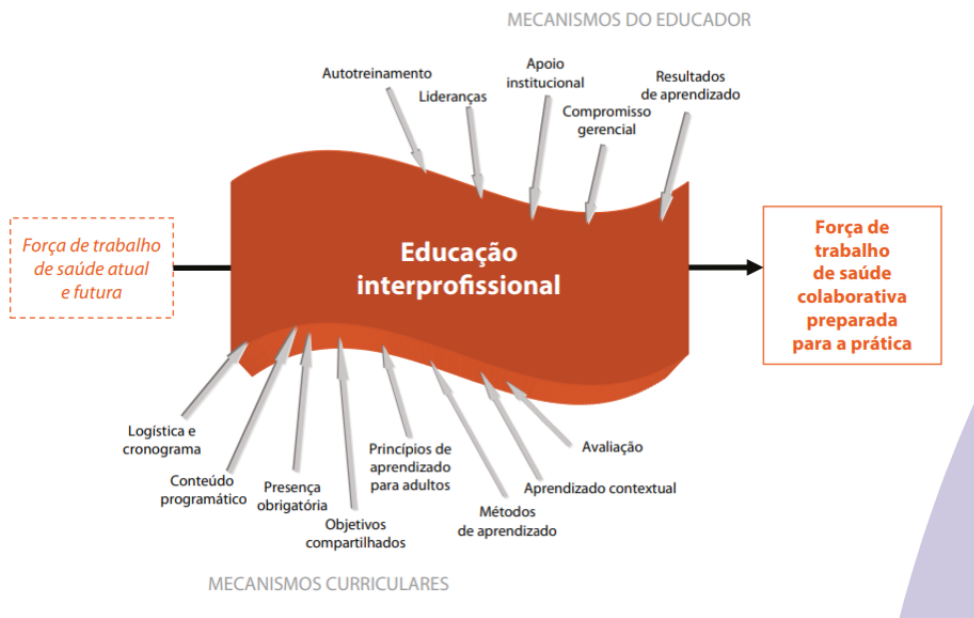 MECANISMOS DO EDUCADOR
Autotreinamento
Lideranças
Apoio
institucional
Compromisso
gerencial
Resultados
de aprendizado
Força de trabalho
de saúde atual
e futura
Educação
interprofissional
Força de
trabalho
de saúde
colaborativa
preparada
para a prática
Logística e
cronograma
Conteúdo
programático
Presença
obrigatória
Objetivos
compartilhados
Princípios de
aprendizado
para adultos
Métodos
de aprendizado
Aprendizado contextual
Avaliação
MECANISMOS CURRICULARES